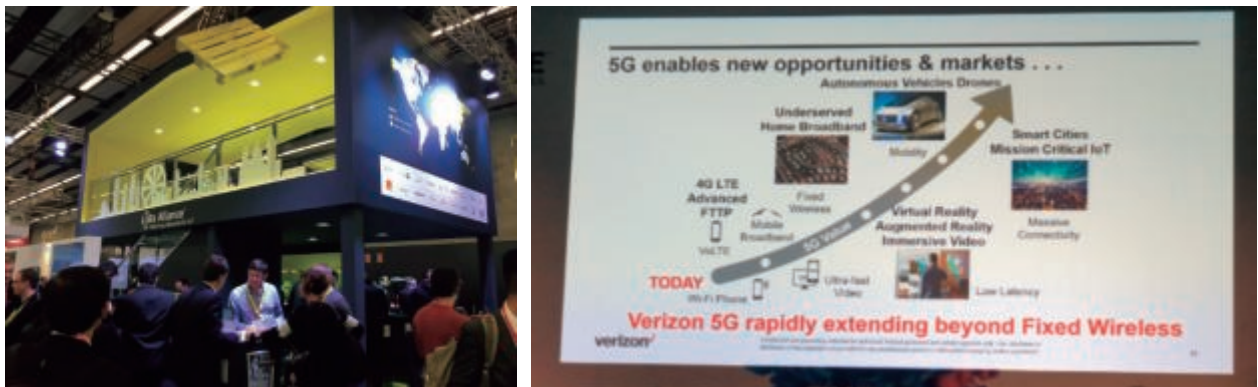 LoRa Alliance
5G enables new opportunities & markets . . .
Autonomous Vehicles Drones
Underserved
Home Broadband
Mobility
Smart Cities
Mission Critical IoT
4G LTE
Advanced
FTTP
Fixed
Wireless
VoLTE
Mobile
Broadband
5G Value
Virtual Reality
Augmented Reality
Immersive Video
Massive
Connectivity
TODAY
Wi-Fi Phone
Ultra-fast
Video
Low Latency
Verizon 5G rapidly extending beyond Fixed Wireless
verizon